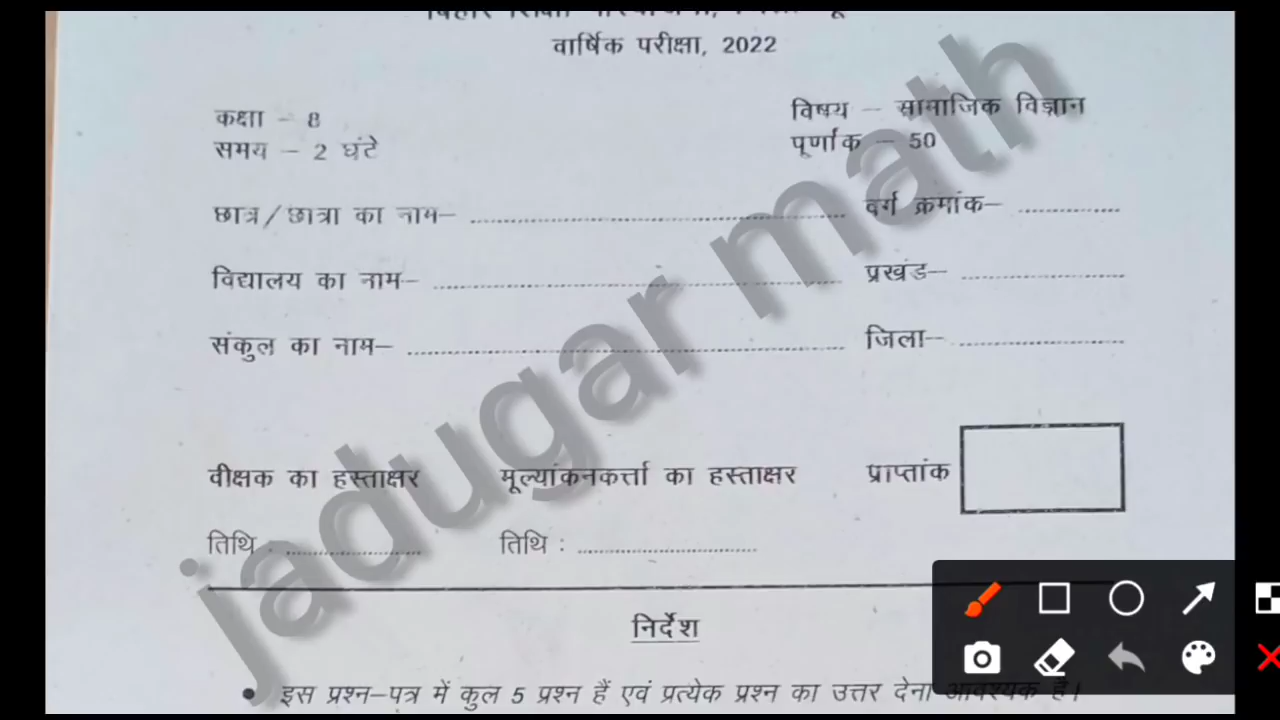 वार्षिक परीक्षा, 2022
कक्षा - 8
विषय - सामाजिक विज्ञान
समय - 2 घंटे
पूर्णांक - 50
छात्र/छात्रा का नाम- वर्ग क्रमांक-
विद्यालय का नाम- प्रखंड-
संकुल का नाम- जिला-
वीक्षक का हस्ताक्षर मूल्यांकनकर्त्ता का हस्ताक्षर प्राप्तांक
तिथि : तिथि :
निर्देश
• इस प्रश्न-पत्र में कुल 5 प्रश्न हैं एवं प्रत्येक प्रश्न का उत्तर देना आवश्यक है।
jadugar math